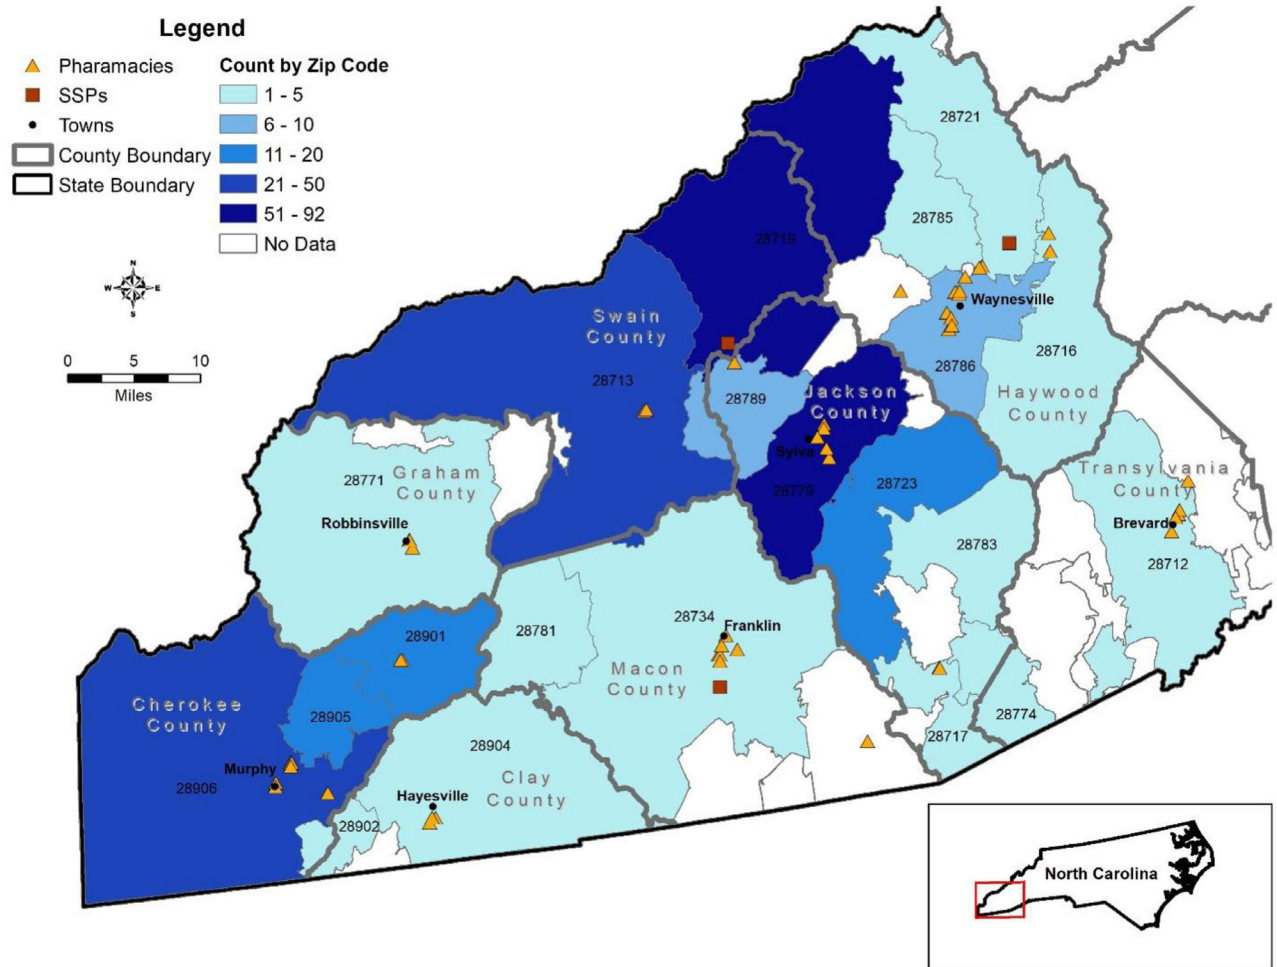 Legend
Pharamacies
SSPs
Towns
County Boundary
State Boundary
Count by Zip Code
1 - 5
6 - 10
11 - 20
21 - 50
51 - 92
No Data
N
W E
S
0 5 10
Miles
28721
28785
28719
Waynesville
Swain
County
28716
28786
28713
28789
Jackson
County
Haywood
County
Sylva
28771
Graham
County
28779
28723
Transylvania
County
Robbinsville
Brevard
28783
28712
28734
Franklin
28901
28781
Macon
County
Cherokee
County
28905
28774
28717
28904
Murphy
Clay
County
28906
Hayesville
28902
North Carolina